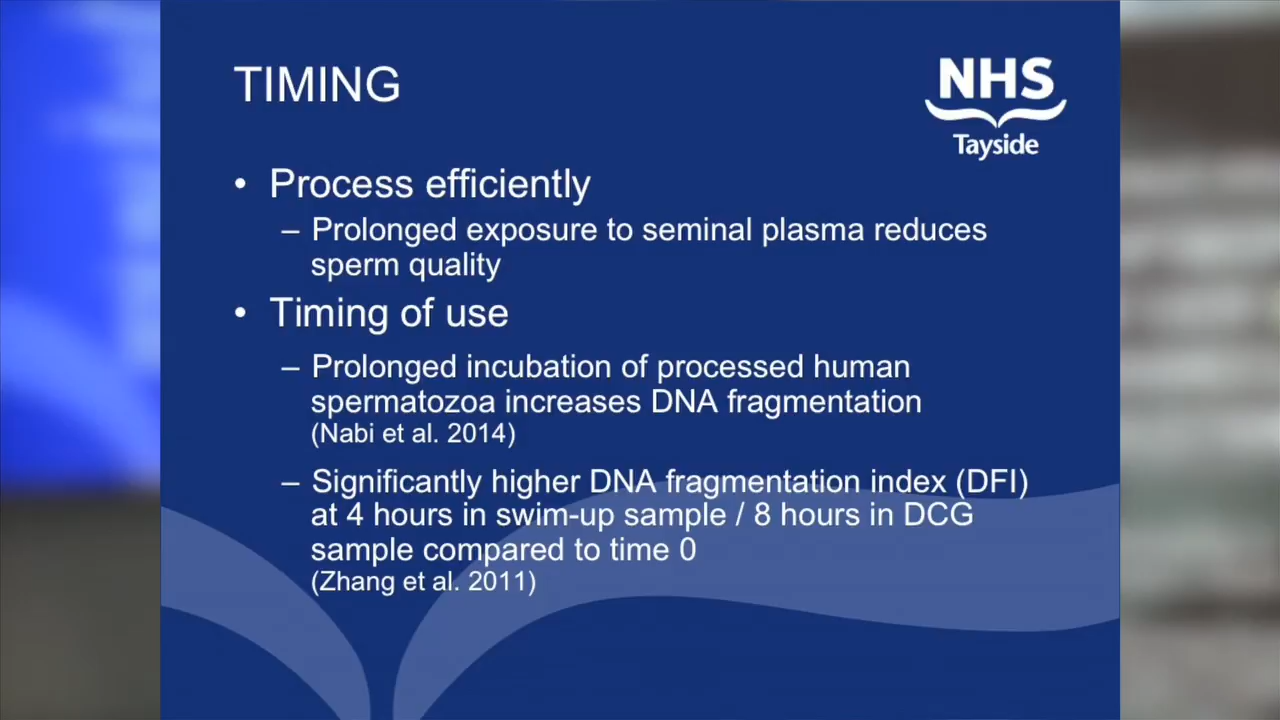 TIMING
NHS
Tayside
• Process efficiently
– Prolonged exposure to seminal plasma reduces
sperm quality
• Timing of use
– Prolonged incubation of processed human
spermatozoa increases DNA fragmentation
(Nabi et al. 2014)
– Significantly higher DNA fragmentation index (DFI)
at 4 hours in swim-up sample / 8 hours in DCG
sample compared to time 0
(Zhang et al. 2011)